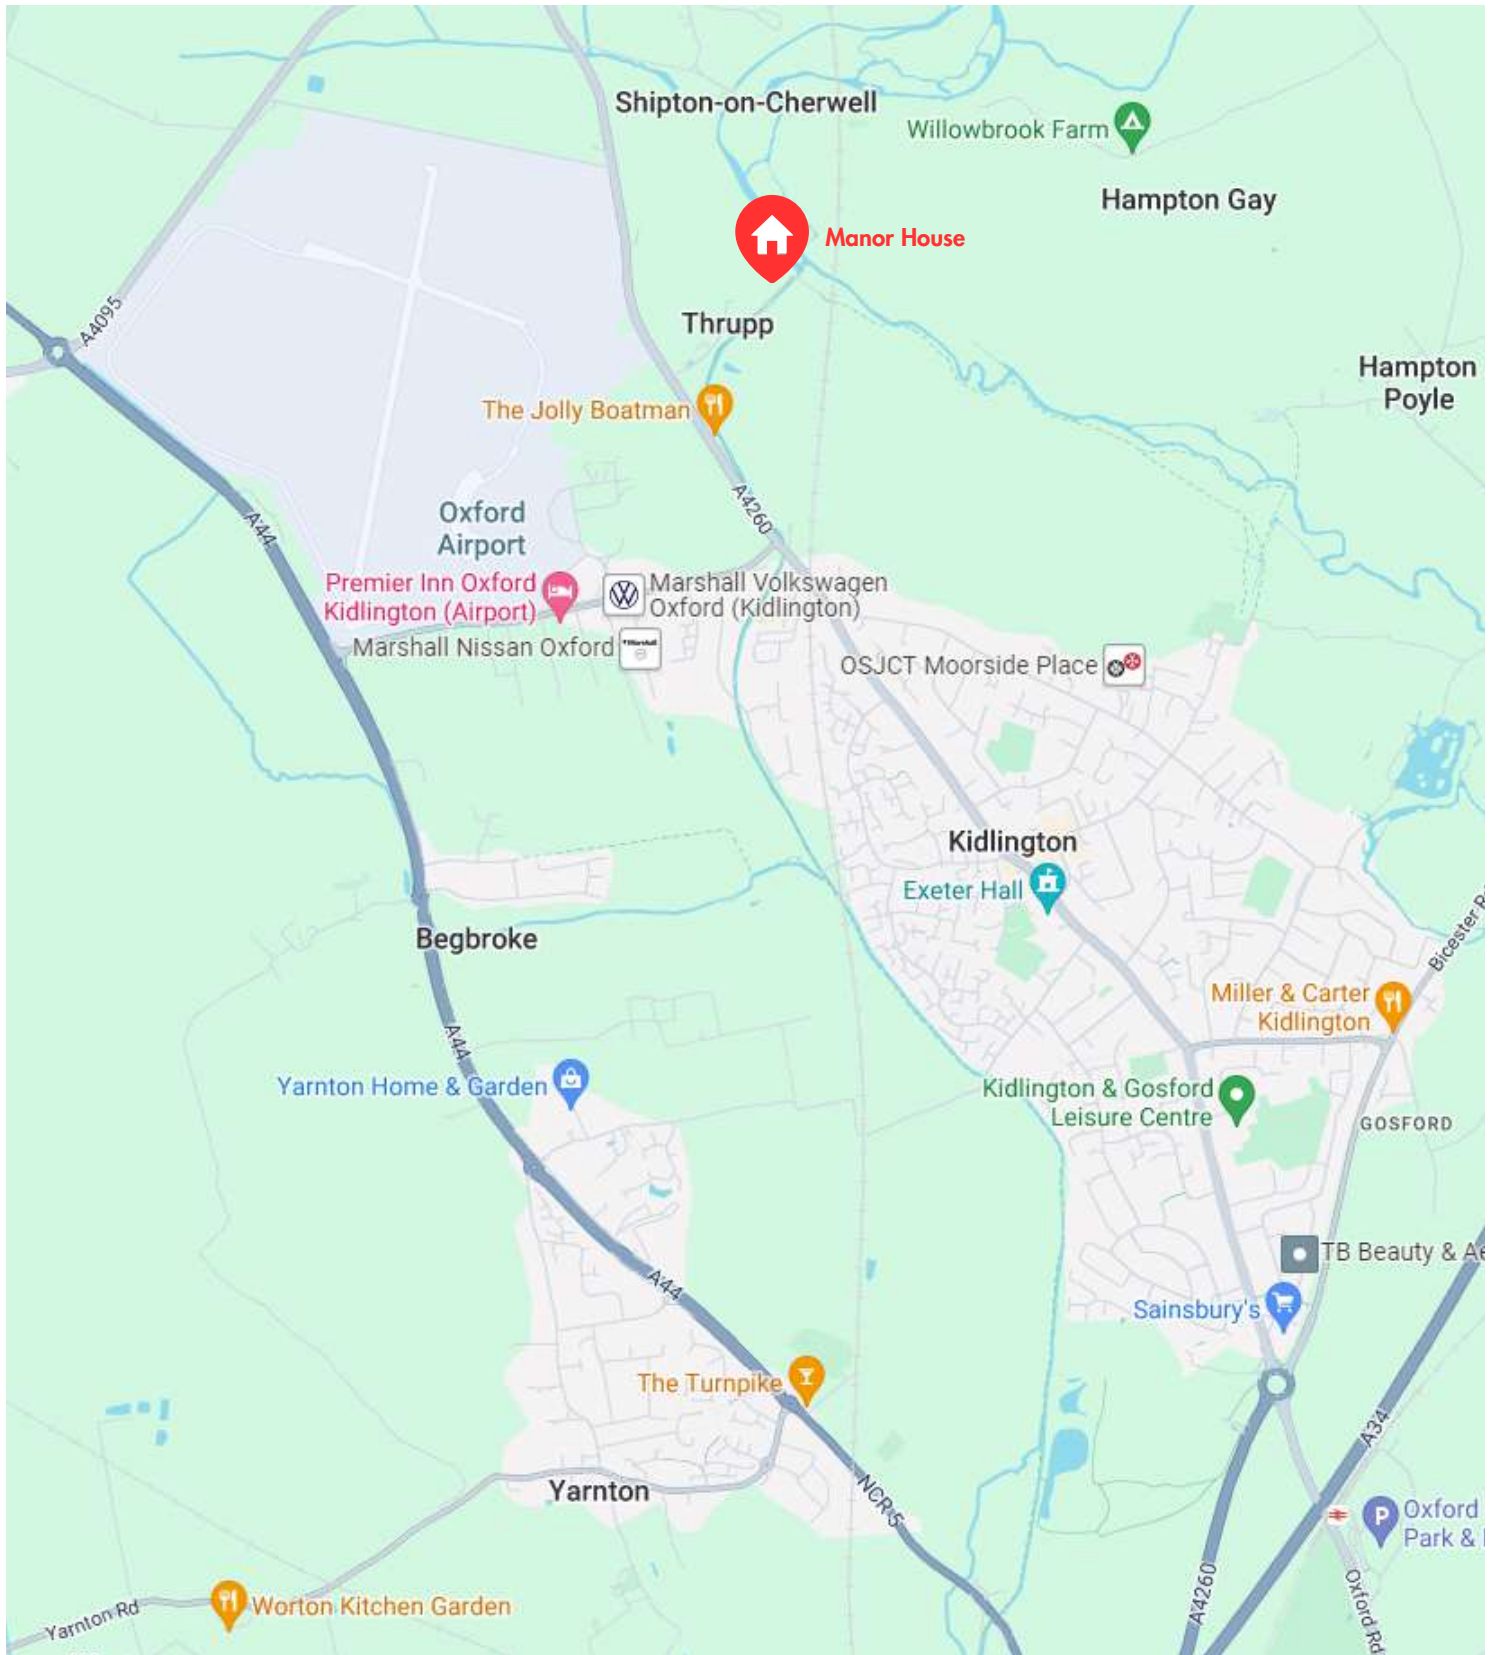 Shipton-on-Cherwell
Willowbrook Farm
Hampton Gay
Manor House
A4095
Thrupp
Hampton
Poyle
The Jolly Boatman
A4260
A44
Oxford
Airport
Premier Inn Oxford
Kidlington (Airport)
Marshall Volkswagen
Oxford (Kidlington)
Marshall Nissan Oxford
OSJCT Moorside Place
Kidlington
Exeter Hall
Begbroke
Bicester R
Miller & Carter
Kidlington
A44
Yarnton Home & Garden
Kidlington & Gosford
Leisure Centre
GOSFORD
TB Beauty & Ae
A44
Sainsbury's
The Turnpike
A34
Yarnton
NCR 5
Oxford
Park &
A4260
Oxford Rd
Worton Kitchen Garden
Yarnton Rd